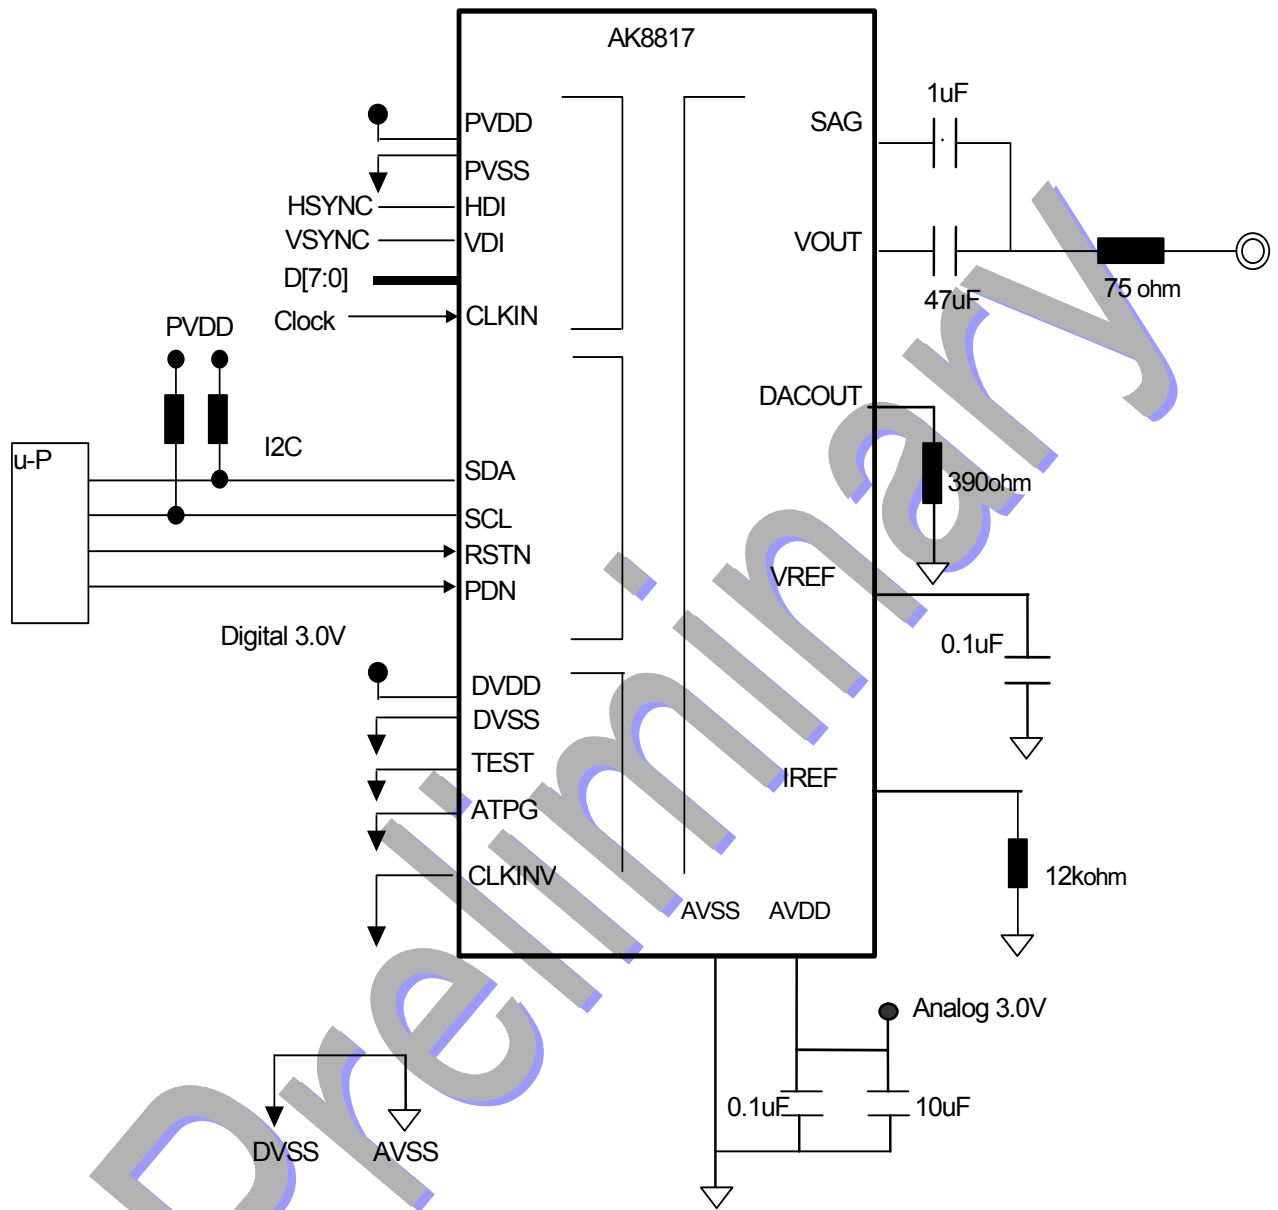 AK8817
PVDD
PVSS
HSYNC
HDI
VSYNC
VDI
D[7:0]
Clock
CLKIN
PVDD
I2C
u-P
SDA
SCL
RSTN
PDN
Digital 3.0V
DVDD
DVSS
TEST
ATPG
CLKINV
SAG
1uF
VOUT
47uF
75 ohm
DACOUT
390ohm
VREF
0.1uF
IREF
12kohm
AVSS AVDD
Analog 3.0V
0.1uF
10uF
DVSS
AVSS
Preliminary